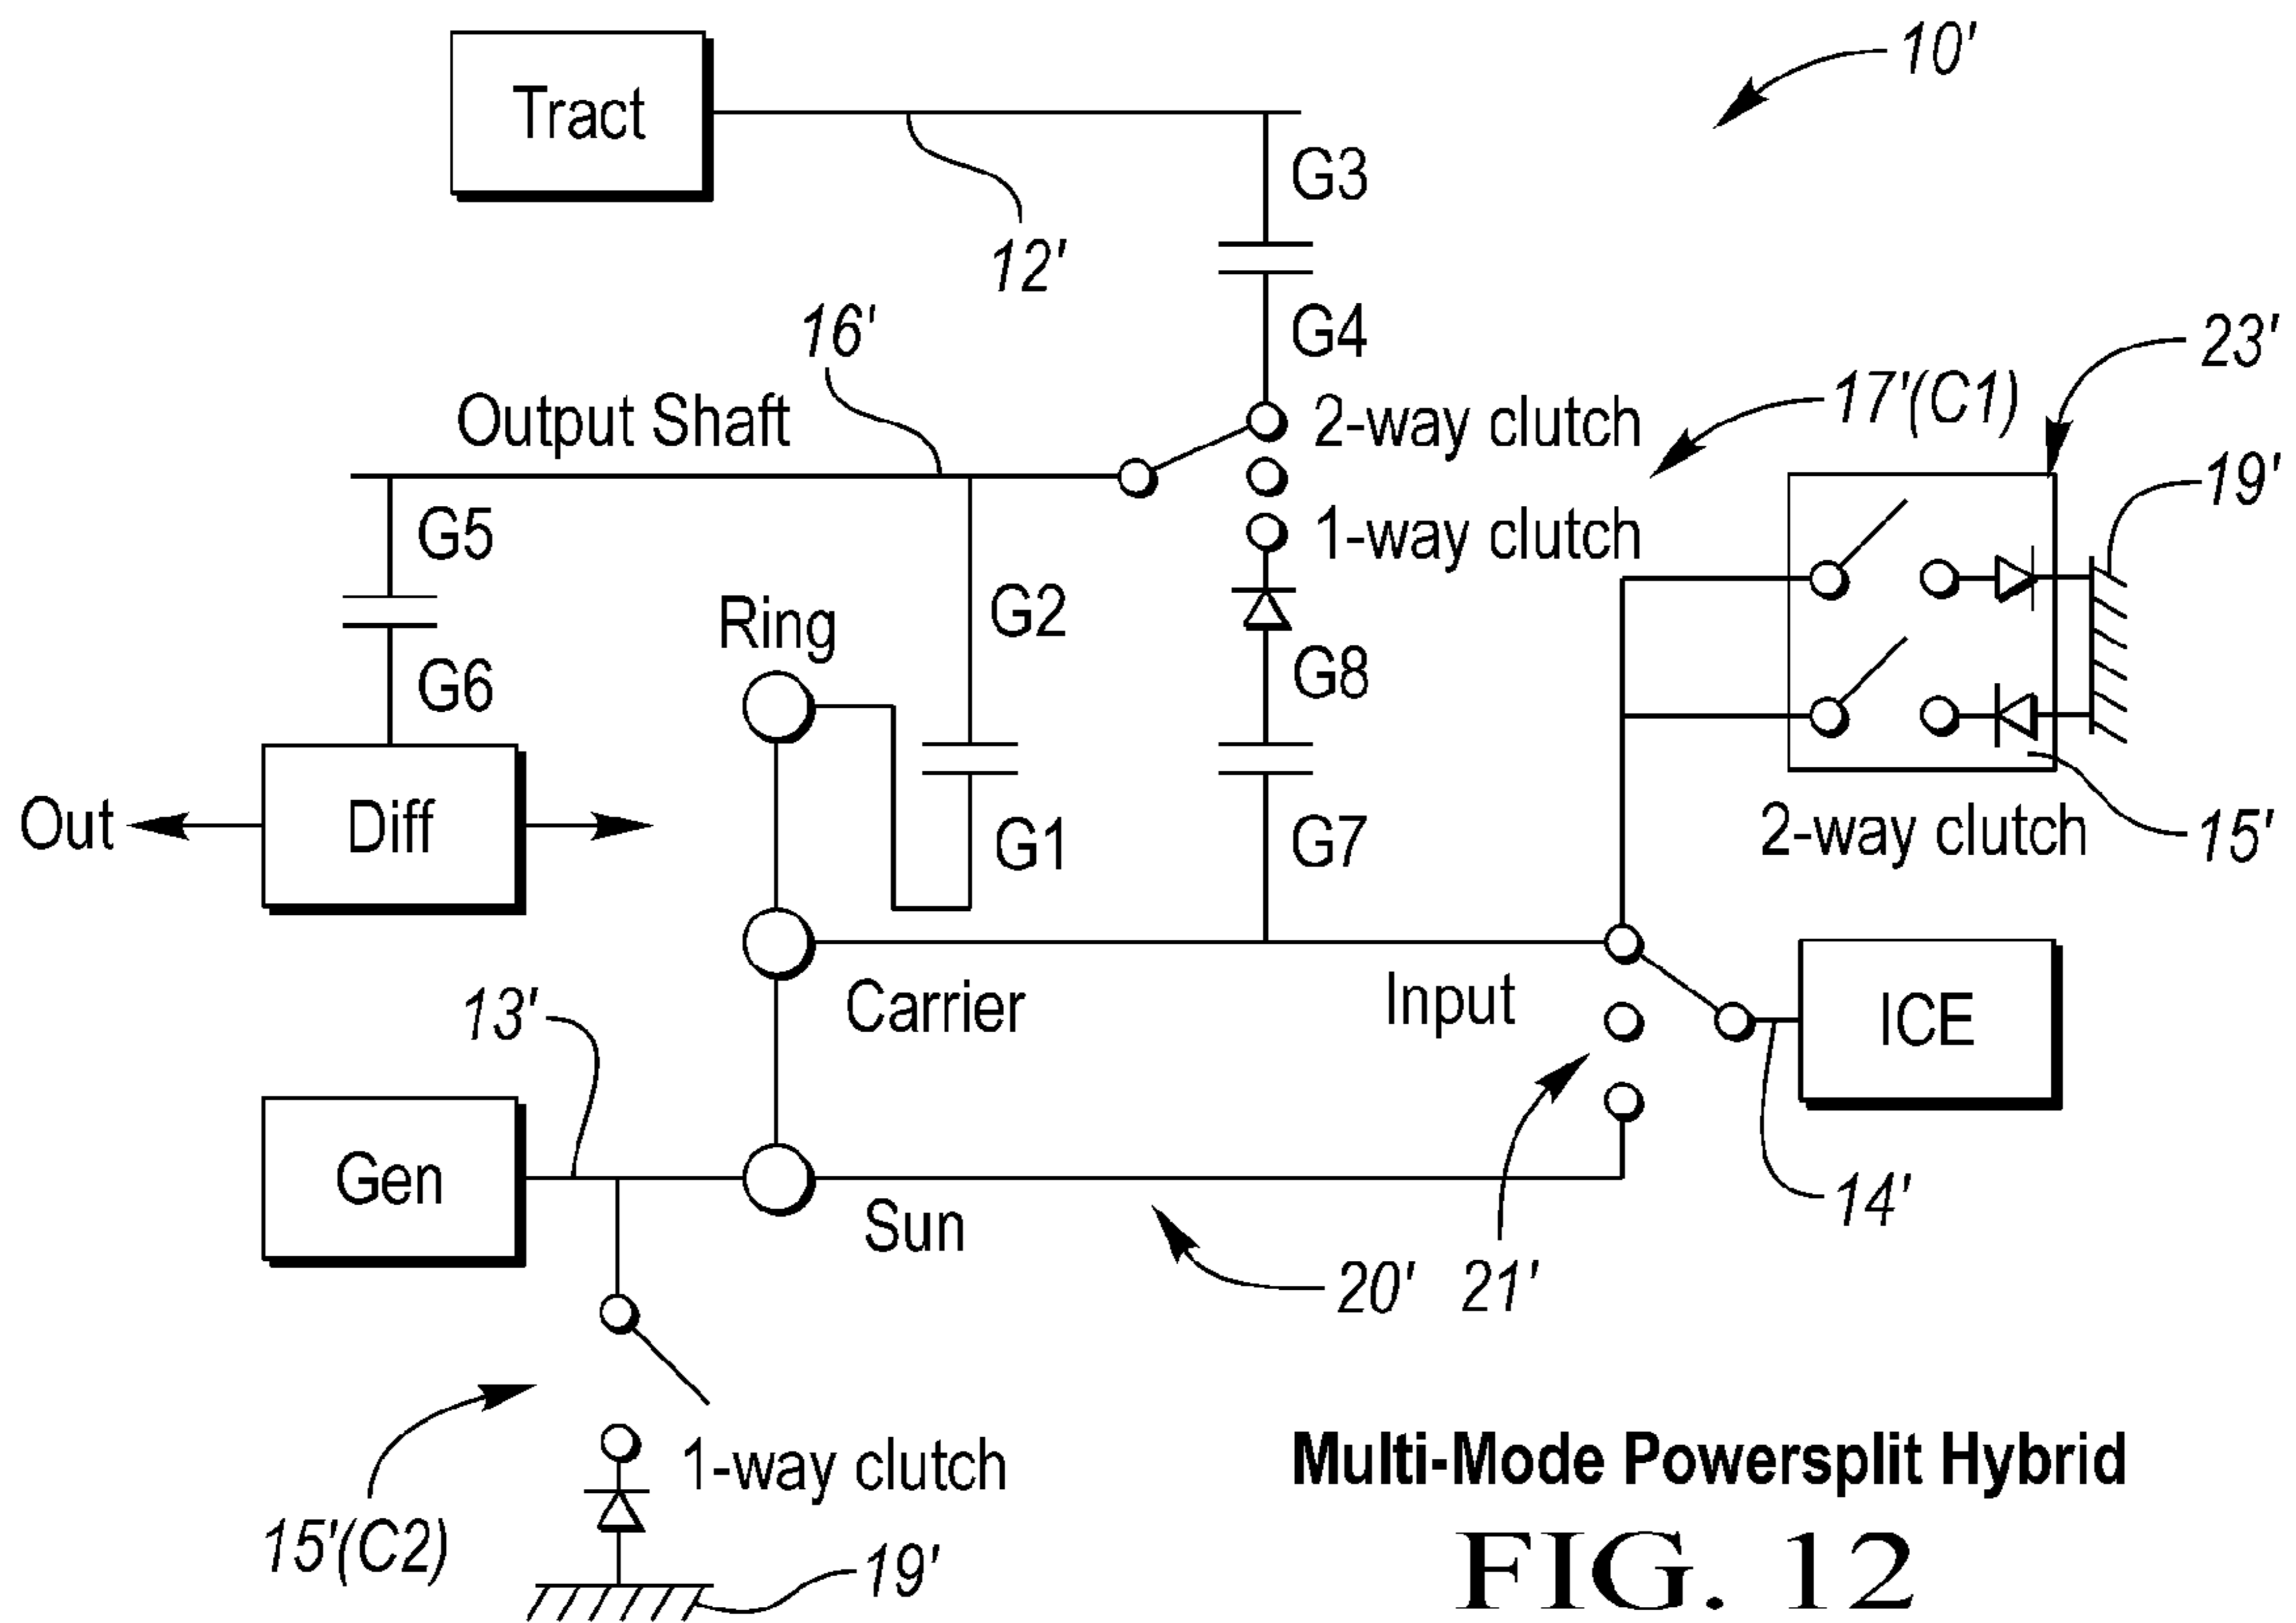 10'
Tract
G3
12'
G4
16'
23'
17'(C1)
Output Shaft
2-way clutch
19'
1-way clutch
G5
G2
Ring
G8
G6
Out
Diff
G1
G7
2-way clutch
15'
13'
Carrier
Input
ICE
Gen
14'
Sun
20'
21'
1-way clutch
15'(C2)
19'
Multi-Mode Powersplit Hybrid
FIG. 12